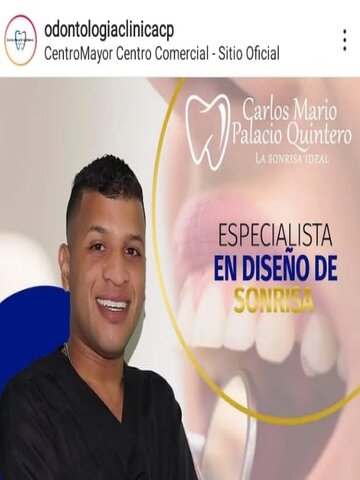 odontologiaclinicacp
CentroMayor Centro Comercial - Sitio Oficial
Carlos Mario
Palacio Quintero
LA SONRISA IDEAL
ESPECIALISTA
EN DISEÑO DE
SONRISA